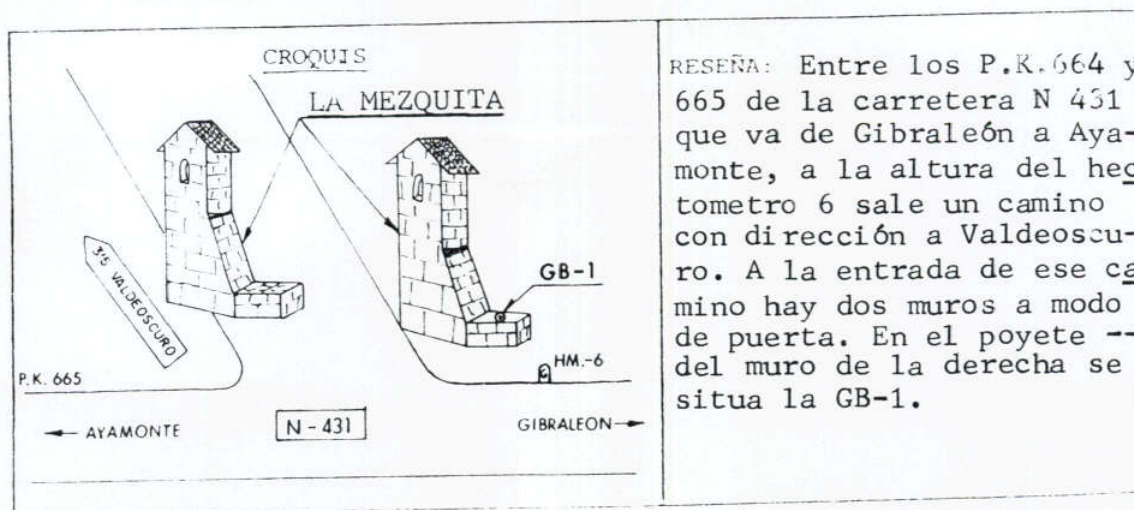 CROQUIS
LA MEZQUITA
3'5 VALDEOSCURO
GB-1
HM.-6
P.K. 665
← AYAMONTE
N - 431
GIBRALEON →
RESEÑA: Entre los P.K. 664 y
665 de la carretera N 431
que va de Gibraleón a Aya-
monte, a la altura del hec
tometro 6 sale un camino
con dirección a Valdeoscu-
ro. A la entrada de ese ca
mino hay dos muros a modo
de puerta. En el poyete --
del muro de la derecha se
situa la GB-1.